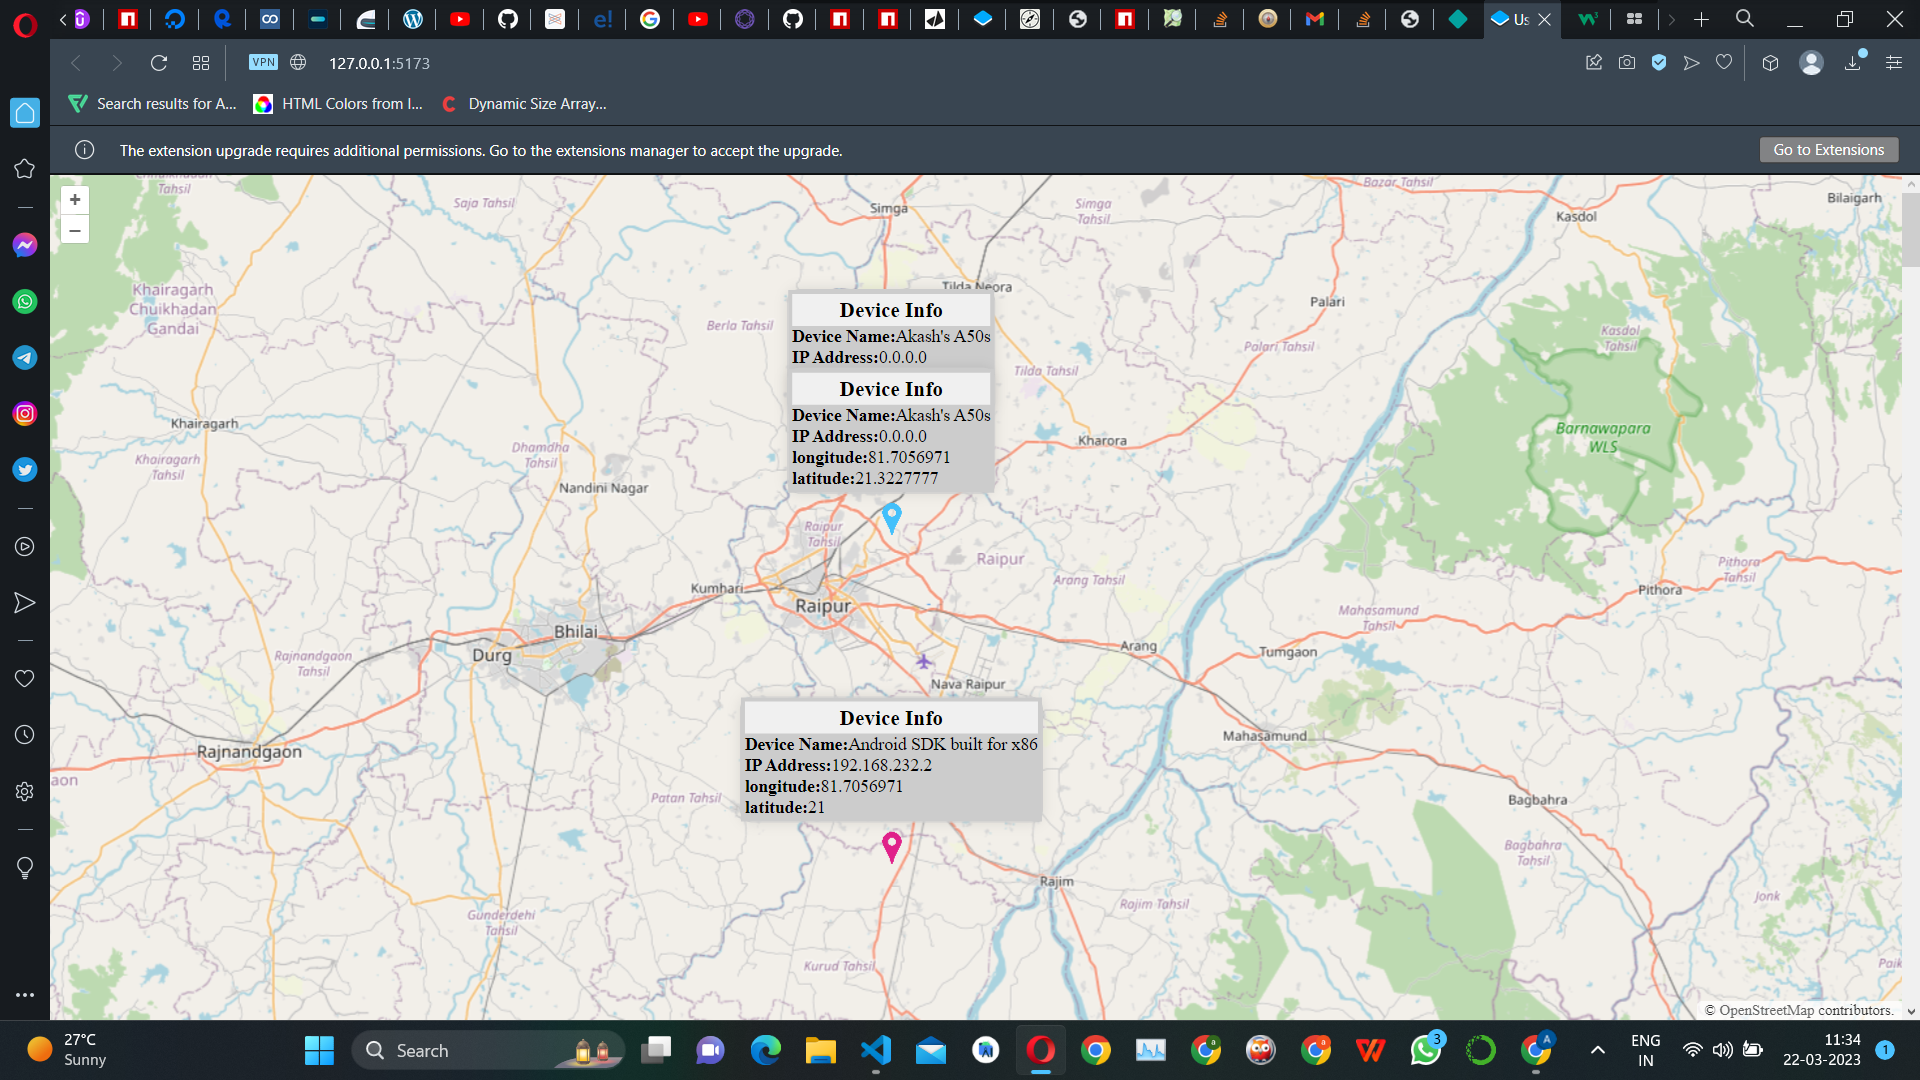 Us
VPN
127.0.0.1:5173
Search results for A...
HTML Colors from I...
Dynamic Size Array...
The extension upgrade requires additional permissions. Go to the extensions manager to accept the upgrade.
Go to Extensions
+
−
Tahsil
Saja Tahsil
Simga
Simga
Tahsil
Bazar Tahsil
Kasdol
Bilaigarh
Khairagarh
Chuikhadan
Gandai
Berla Tahsil
Tilda Neora
Palari
Kasdol
Tahsil
Palari Tahsil
Device Info
Device Name:Akash's A50s
IP Address:0.0.0.0
Tilda Tahsil
Device Info
Device Name:Akash's A50s
IP Address:0.0.0.0
longitude:81.7056971
latitude:21.3227777
Khairagarh
Khairagarh
Tahsil
Dhamdha
Tahsil
Nandini Nagar
Kharora
Barnawapara
WLS
Raipur
Tahsil
Raipur
Arang Tahsil
Pithora
Tahsil
Pithora
Kumhari
Raipur
Mahasamund
Tahsil
Bhilai
Durg
Rajnandgaon
Tahsil
Arang
Tumgaon
Nava Raipur
Device Info
Device Name:Android SDK built for x86
IP Address:192.168.232.2
longitude:81.7056971
latitude:21
Rajnandgaon
aon
Mahasamund
Patan Tahsil
Bagbahra
Bagbahra
Tahsil
Rajim
Rajim Tahsil
Jonk
Gunderdehi
Tahsil
Kurud Tahsil
Paik
© OpenStreetMap contributors.
27°C
Sunny
Search
3
ENG
IN
11:34
22-03-2023
1